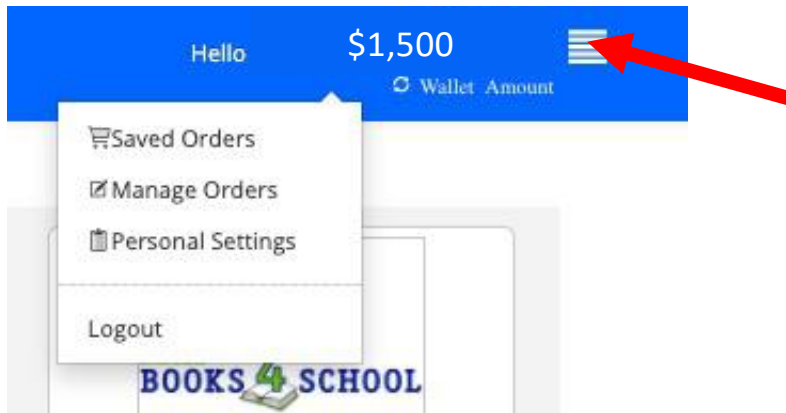 Hello
$1,500
Wallet Amount
Saved Orders
Manage Orders
Personal Settings
Logout
BOOKS 4 SCHOOL